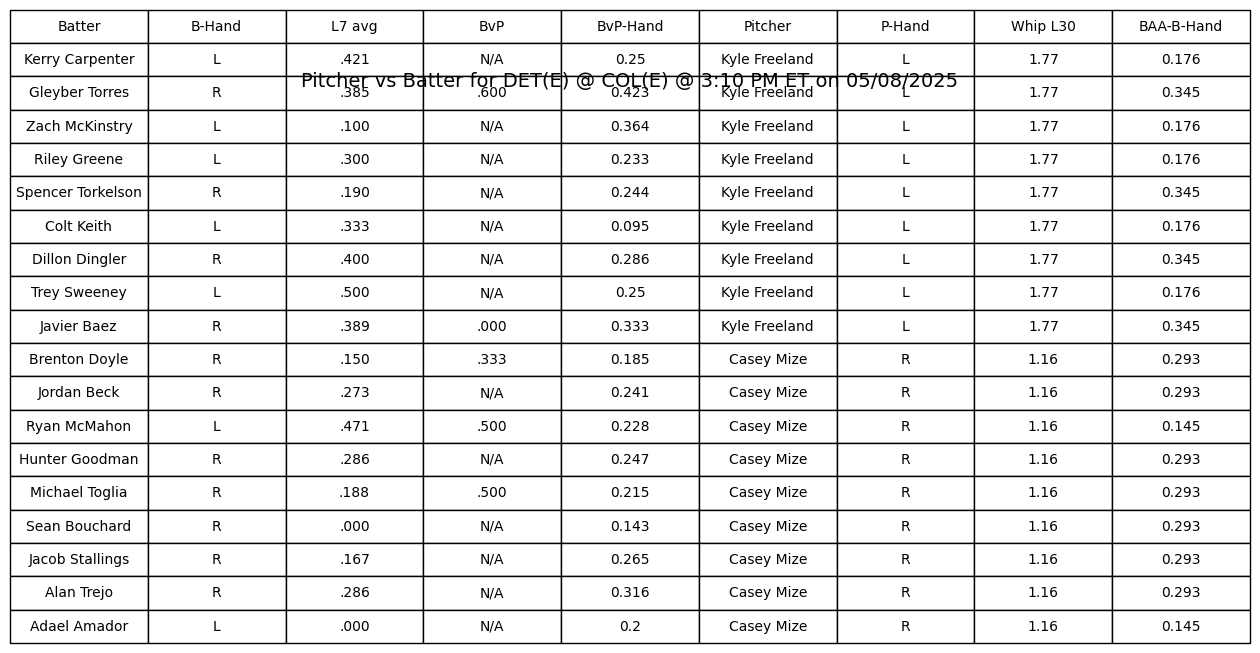 Batter B-Hand L7 avg BvP BvP-Hand Pitcher P-Hand Whip L30 BAA-B-Hand
Kerry Carpenter L .421 N/A 0.25 Kyle Freeland L 1.77 0.176
Pitcher vs Batter for DET(E) @ COL(E) @ 3:10 PM ET on 05/08/2025
Gleyber Torres R .385 .600 0.423 Kyle Freeland L 1.77 0.345
Zach McKinstry L .100 N/A 0.364 Kyle Freeland L 1.77 0.176
Riley Greene L .300 N/A 0.233 Kyle Freeland L 1.77 0.176
Spencer Torkelson R .190 N/A 0.244 Kyle Freeland L 1.77 0.345
Colt Keith L .333 N/A 0.095 Kyle Freeland L 1.77 0.176
Dillon Dingler R .400 N/A 0.286 Kyle Freeland L 1.77 0.345
Trey Sweeney L .500 N/A 0.25 Kyle Freeland L 1.77 0.176
Javier Baez R .389 .000 0.333 Kyle Freeland L 1.77 0.345
Brenton Doyle R .150 .333 0.185 Casey Mize R 1.16 0.293
Jordan Beck R .273 N/A 0.241 Casey Mize R 1.16 0.293
Ryan McMahon L .471 .500 0.228 Casey Mize R 1.16 0.145
Hunter Goodman R .286 N/A 0.247 Casey Mize R 1.16 0.293
Michael Toglia R .188 .500 0.215 Casey Mize R 1.16 0.293
Sean Bouchard R .000 N/A 0.143 Casey Mize R 1.16 0.293
Jacob Stallings R .167 N/A 0.265 Casey Mize R 1.16 0.293
Alan Trejo R .286 N/A 0.316 Casey Mize R 1.16 0.293
Adael Amador L .000 N/A 0.2 Casey Mize R 1.16 0.145